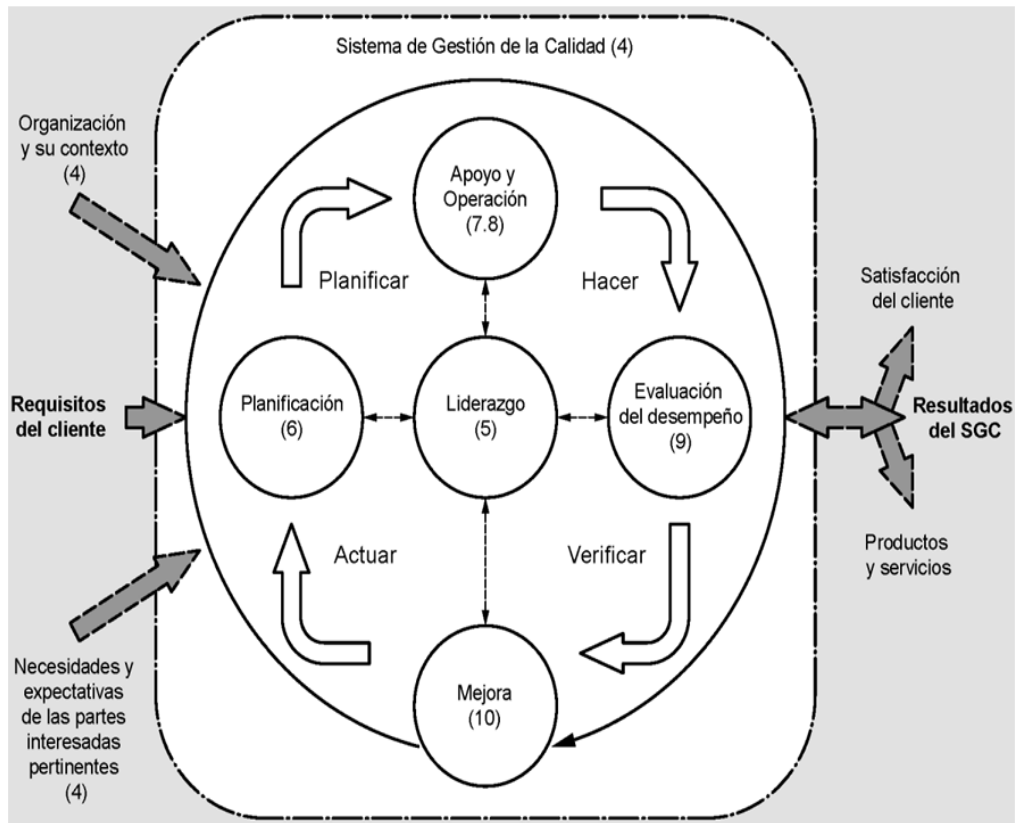 Sistema de Gestión de la Calidad (4)
Organización
y su contexto
(4)
Apoyo y
Operación
(7.8)
Planificar
Hacer
Satisfacción
del cliente
Requisitos
del cliente
Planificación
(6)
Liderazgo
(5)
Evaluación
del desempeño
(9)
Resultados
del SGC
Actuar
Verificar
Productos
y servicios
Necesidades y
expectativas
de las partes
interesadas
pertinentes
(4)
Mejora
(10)